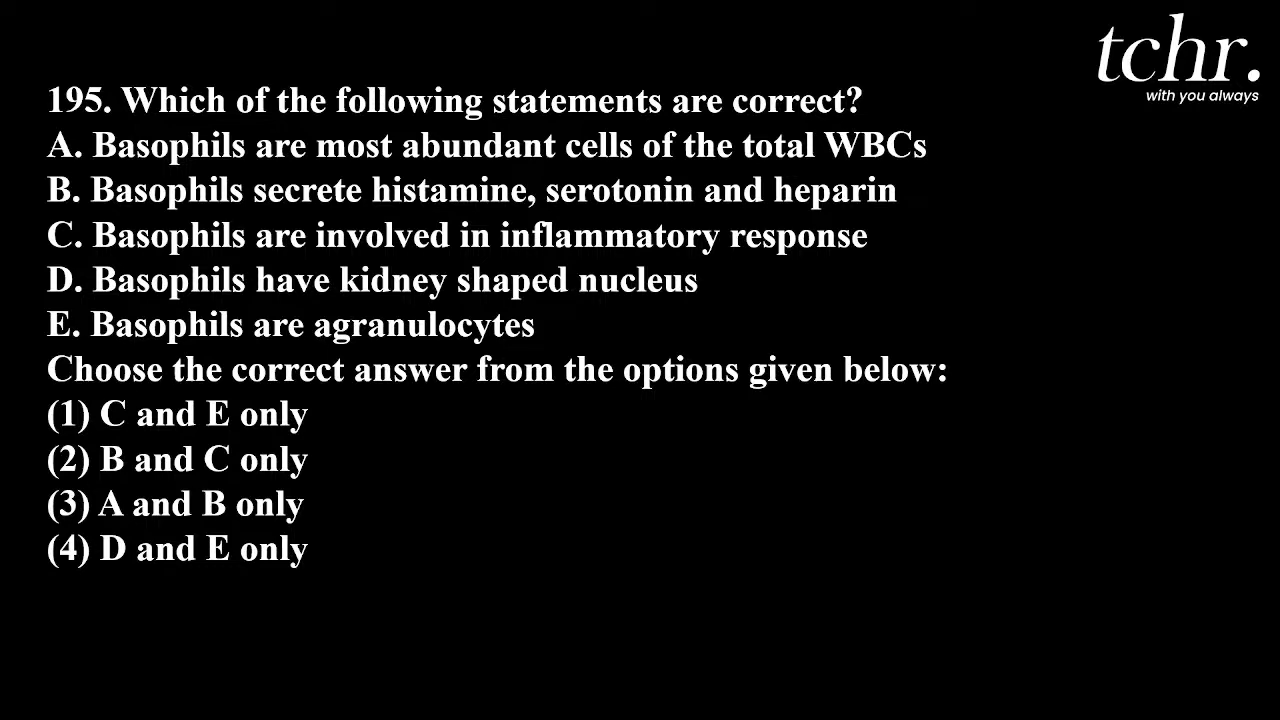 tchr.
with you always
195. Which of the following statements are correct?
A. Basophils are most abundant cells of the total WBCs
B. Basophils secrete histamine, serotonin and heparin
C. Basophils are involved in inflammatory response
D. Basophils have kidney shaped nucleus
E. Basophils are agranulocytes
Choose the correct answer from the options given below:
(1) C and E only
(2) B and C only
(3) A and B only
(4) D and E only